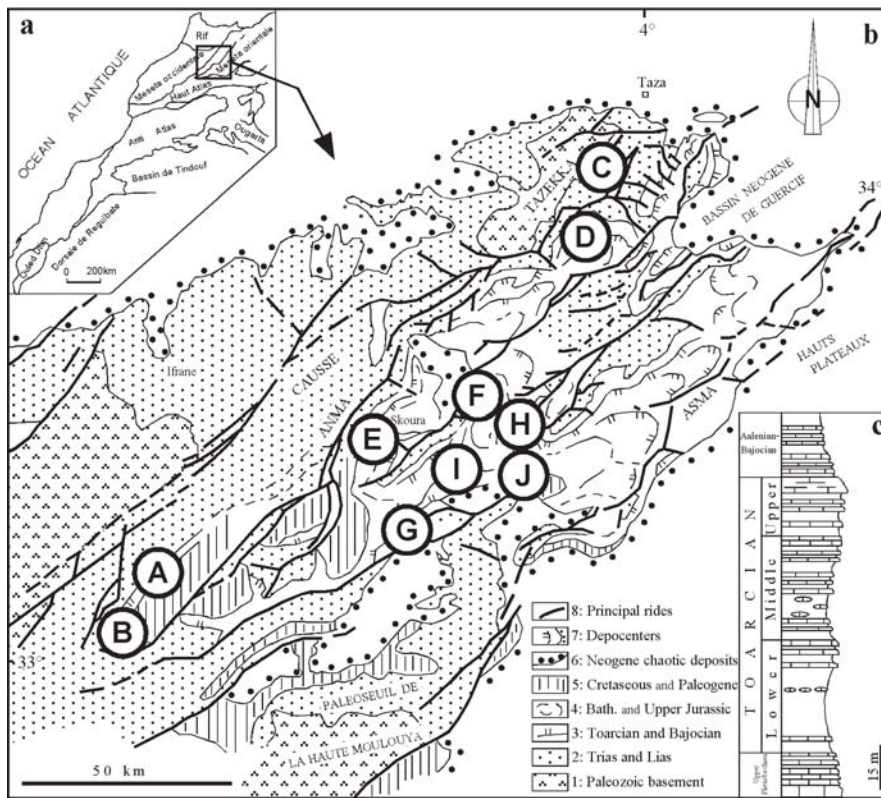 a
Rif
Meseta occidentale
Meseta orientale
Haut Atlas
OCEAN ATLANTIQUE
Anti Atlas
Ougarta
Bassin de Tindouf
Dorsale de Reguibate
0 200km
4°
b
Taza
N
34°
C
TAZEKKA
BASSIN NEOGENE
DE GUERCIF
D
Ifrane
CAUSSE
HAUTS
PLATEAUX
ANMA
F
ASMA
Skoura
H
E
I
J
G
A
B
33°
PALEOSEUIL DE
LA HAUTE MOULOUYA
50 km
8: Principal rides
7: Depocenters
6: Neogene chaotic deposits
5: Cretaseous and Paleogene
4: Bath. and Upper Jurassic
3: Toarcian and Bajocian
2: Trias and Lias
1: Paleozoic basement
c
Aalenian-
Bajocian
TOARCIAN
Upper
Middle
Lower
Upper
15 m